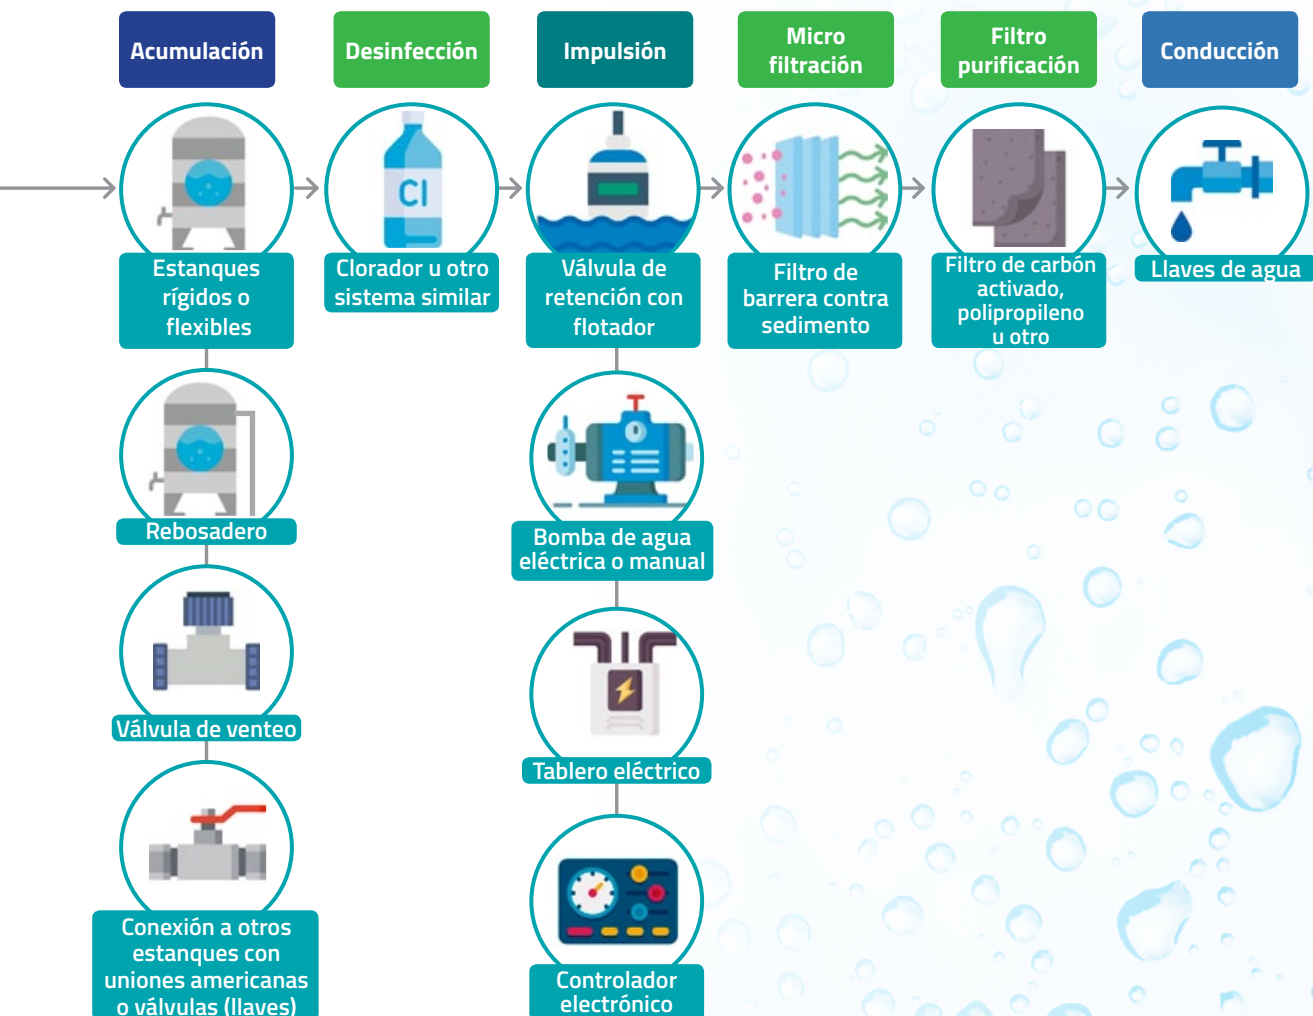 Acumulación
Desinfección
Impulsión
Micro
filtración
Filtro
purificación
Conducción
Cl
Estanques
rígidos o
flexibles
Clorador u otro
sistema similar
Válvula de
retención con
flotador
Filtro de
barrera contra
sedimento
Filtro de carbón
activado,
polipropileno
u otro
Llaves de agua
Rebosadero
Bomba de agua
eléctrica o manual
Válvula de venteo
Tablero eléctrico
Conexión a otros
estanques con
uniones americanas
o válvulas (llaves)
Controlador
electrónico